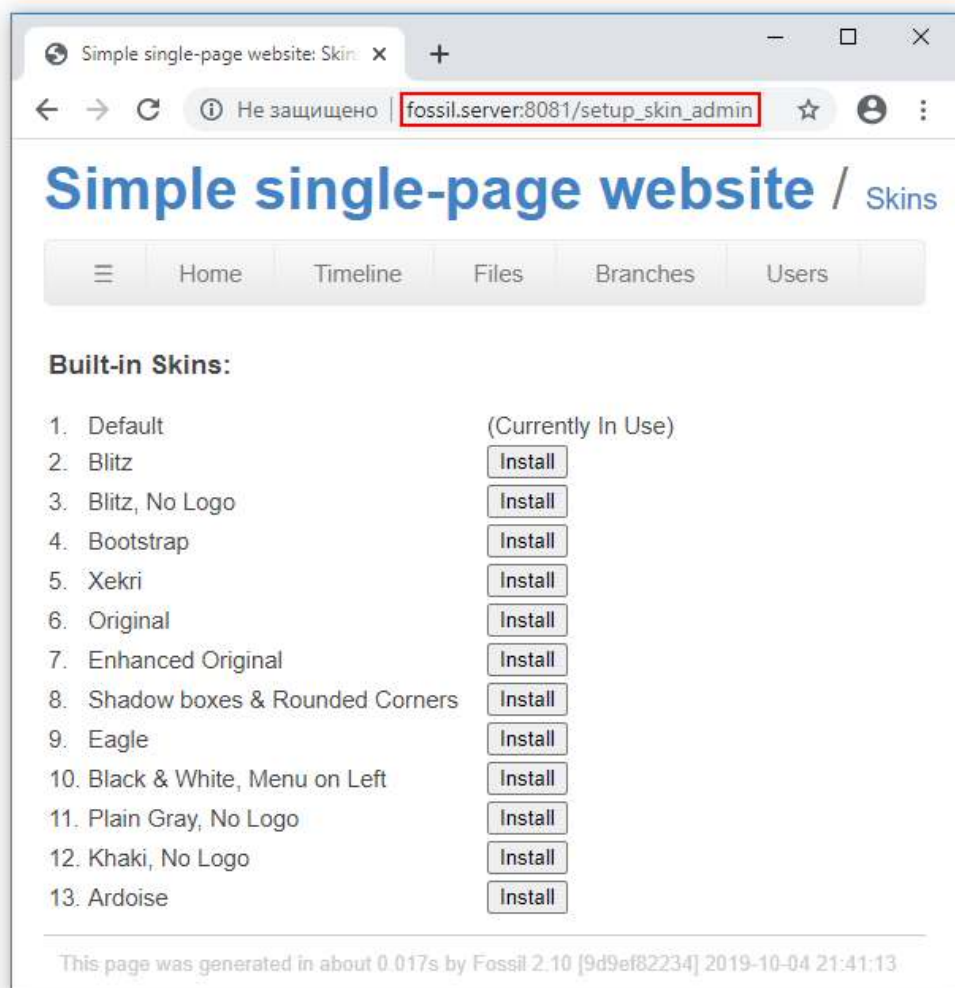 Simple single-page website: Skin
Не защищено | fossil.server:8081/setup_skin_admin
Simple single-page website / Skins
☰ Home Timeline Files Branches Users
Built-in Skins:
1. Default (Currently In Use)
2. Blitz Install
3. Blitz, No Logo Install
4. Bootstrap Install
5. Xekri Install
6. Original Install
7. Enhanced Original Install
8. Shadow boxes & Rounded Corners Install
9. Eagle Install
10. Black & White, Menu on Left Install
11. Plain Gray, No Logo Install
12. Khaki, No Logo Install
13. Ardoise Install
This page was generated in about 0.017s by Fossil 2.10 [9d9ef82234] 2019-10-04 21:41:13